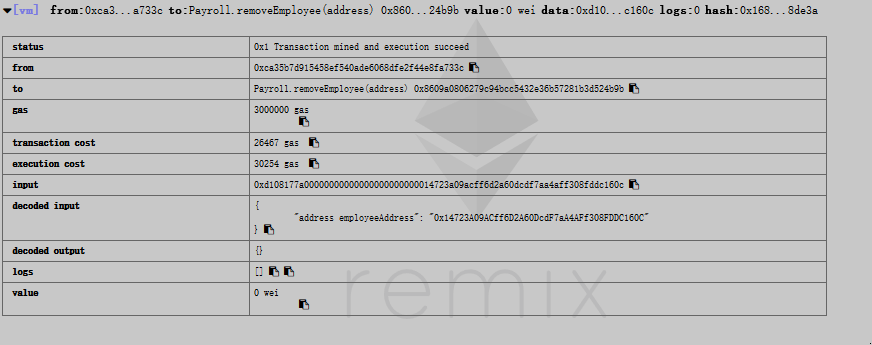 [vm] from:0xca3...a733c to:Payroll.removeEmployee(address) 0x860...24b9b value:0 wei data:0xd10...c160c logs:0 hash:0x168...8de3a
status 0x1 Transaction mined and execution succeed
from 0xca35b7d915458ef540ade6068dfe2f44e8fa733c
to Payroll.removeEmployee(address) 0x8609a0806279c94bcc5432e36b57281b3d524b9b
gas 3000000 gas
transaction cost 26467 gas
execution cost 30254 gas
input 0xd108177a00000000000000000000000014723a09acff6d2a60dcdf7aa4aff308fddc160c
decoded input {
"address employeeAddress": "0x14723A09ACff6D2A60DcdF7aA4AFf308FDDC160C"
}
decoded output {}
logs []
value 0 wei
remix